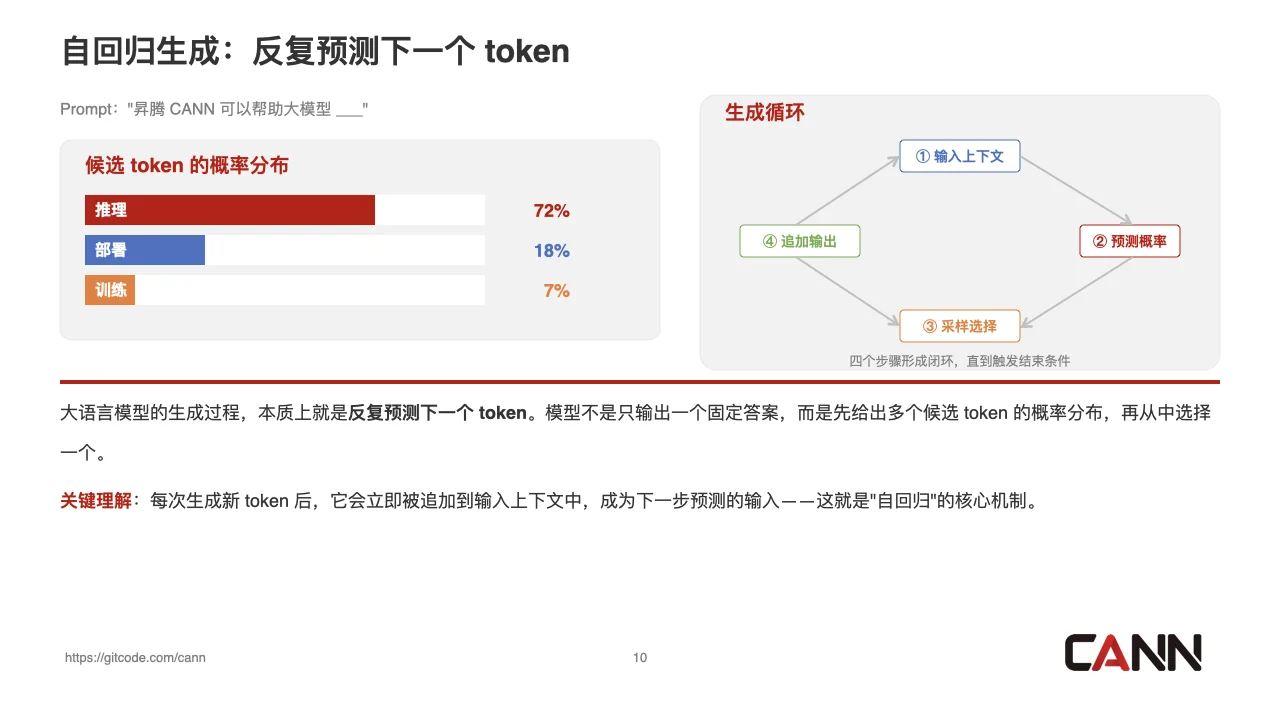 自回归生成：反复预测下一个 token
Prompt："昇腾 CANN 可以帮助大模型 ___"
候选 token 的概率分布
推理 72%
部署 18%
训练 7%
生成循环
① 输入上下文
② 预测概率
③ 采样选择
④ 追加输出
四个步骤形成闭环，直到触发结束条件
大语言模型的生成过程，本质上就是反复预测下一个 token。模型不是只输出一个固定答案，而是先给出多个候选 token 的概率分布，再从中选择
一个。
关键理解：每次生成新 token 后，它会立即被追加到输入上下文中，成为下一步预测的输入——这就是"自回归"的核心机制。
https://gitcode.com/cann
10
CANN